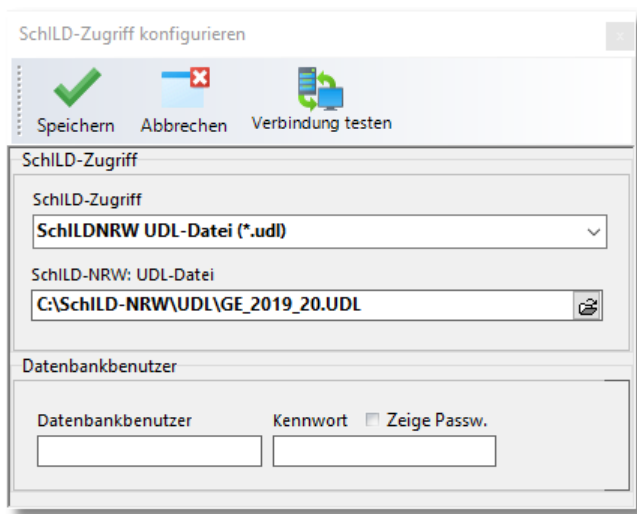 SchILD-Zugriff konfigurieren
x
Speichern Abbrechen Verbindung testen
SchILD-Zugriff
SchILD-Zugriff
SchILDNRW UDL-Datei (*.udl)
SchILD-NRW: UDL-Datei
C:\SchILD-NRW\UDL\GE_2019_20.UDL
Datenbankbenutzer
Datenbankbenutzer Kennwort Zeige Passw.